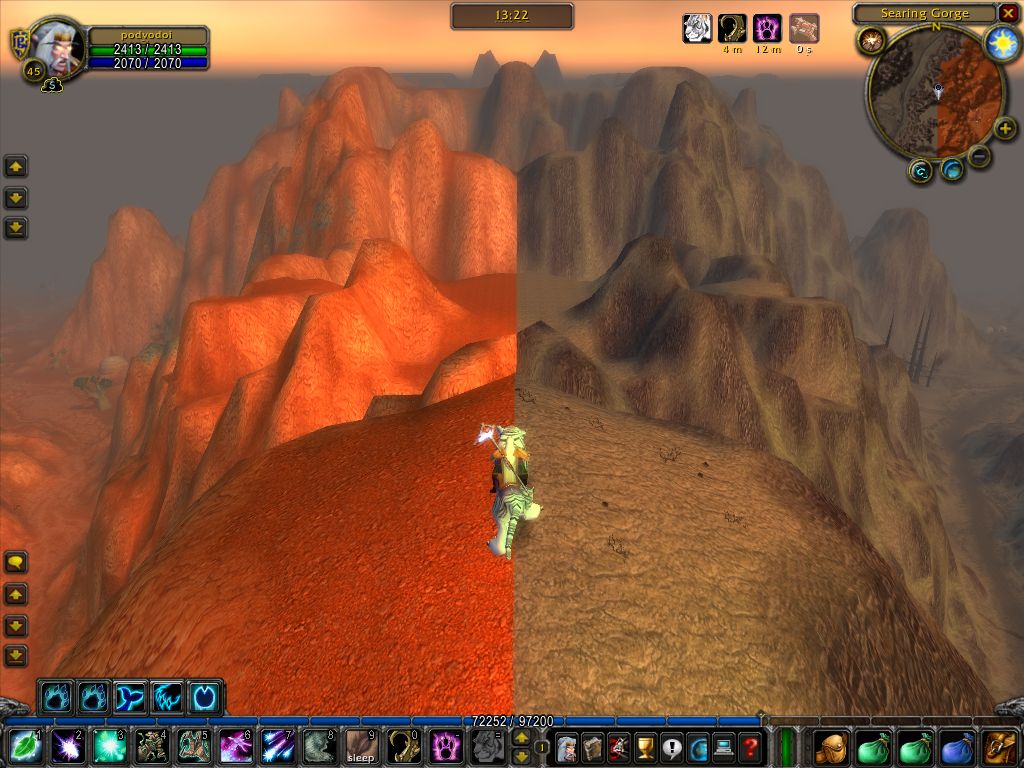 13:22
Searing Gorge
N
podvodoi
2413 / 2413
2070 / 2070
45
5
4 m
12 m
0 s
72252 / 97200
1 2 3 4 5 6 7 8 9 0 - =
sleep
1